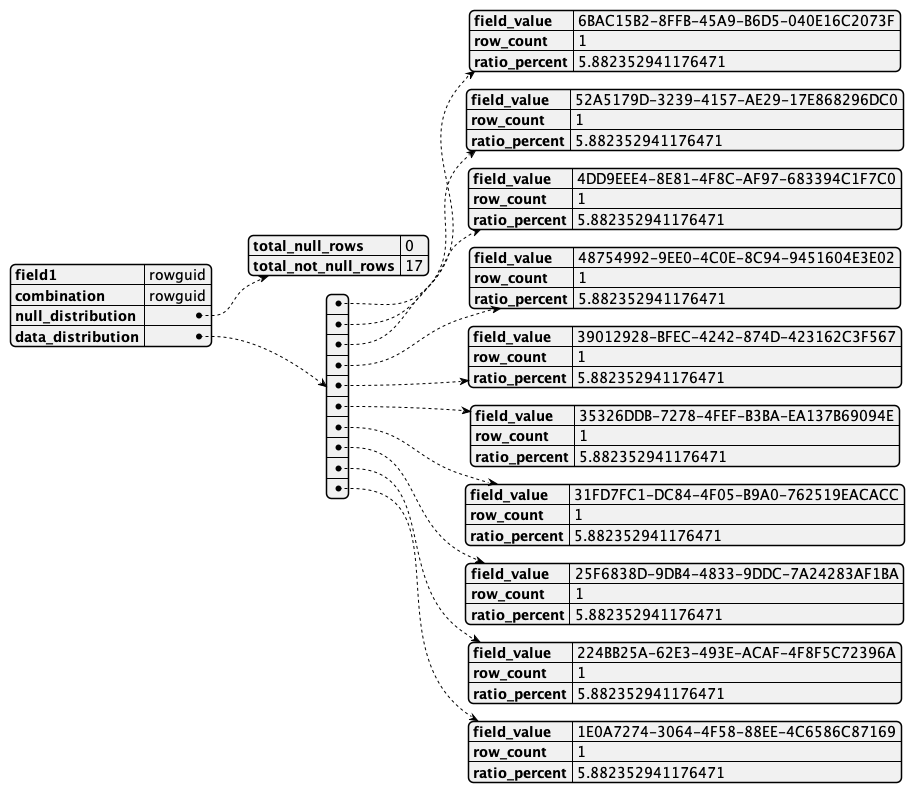 field1 rowguid
combination rowguid
null_distribution
data_distribution
total_null_rows 0
total_not_null_rows 17
field_value 6BAC15B2-8FFB-45A9-B6D5-040E16C2073F
row_count 1
ratio_percent 5.882352941176471
field_value 52A5179D-3239-4157-AE29-17E868296DC0
row_count 1
ratio_percent 5.882352941176471
field_value 4DD9EEE4-8E81-4F8C-AF97-683394C1F7C0
row_count 1
ratio_percent 5.882352941176471
field_value 48754992-9EE0-4C0E-8C94-9451604E3E02
row_count 1
ratio_percent 5.882352941176471
field_value 39012928-BFEC-4242-874D-423162C3F567
row_count 1
ratio_percent 5.882352941176471
field_value 35326DDB-7278-4FEF-B3BA-EA137B69094E
row_count 1
ratio_percent 5.882352941176471
field_value 31FD7FC1-DC84-4F05-B9A0-762519EACACC
row_count 1
ratio_percent 5.882352941176471
field_value 25F6838D-9DB4-4833-9DDC-7A24283AF1BA
row_count 1
ratio_percent 5.882352941176471
field_value 224BB25A-62E3-493E-ACAF-4F8F5C72396A
row_count 1
ratio_percent 5.882352941176471
field_value 1E0A7274-3064-4F58-88EE-4C6586C87169
row_count 1
ratio_percent 5.882352941176471